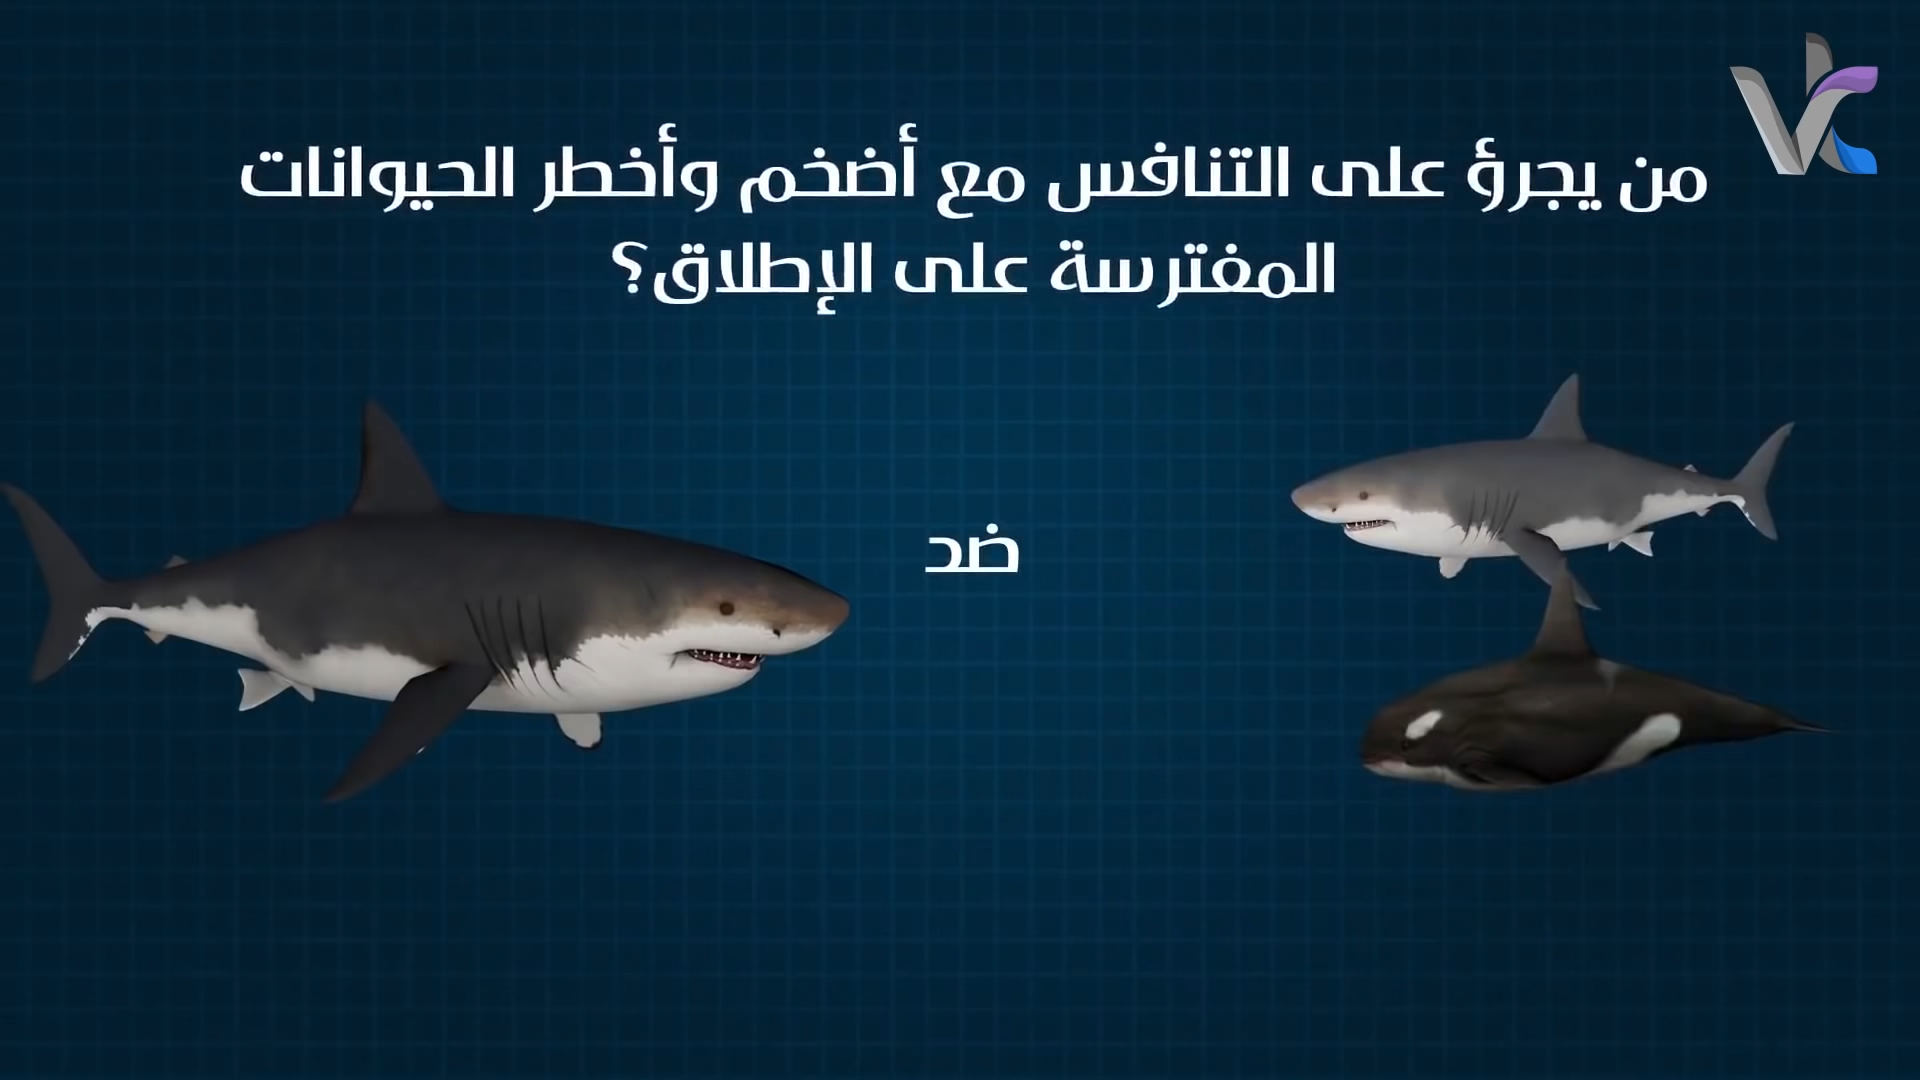 من يجرؤ على التنافس مع أضخم وأخطر الحيوانات
المفترسة على الإطلاق؟
ضد